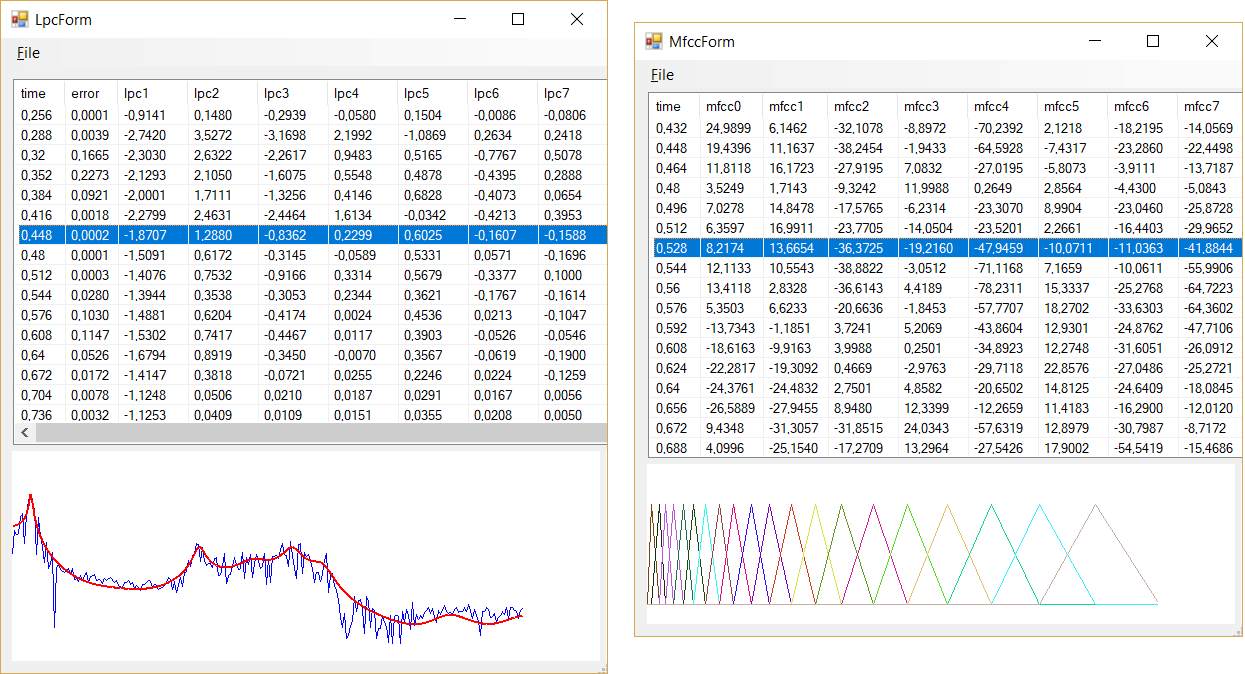 LpcForm
File
time error lpc1 lpc2 lpc3 lpc4 lpc5 lpc6 lpc7
0,256 0,0001 -0,9141 0,1480 -0,2939 -0,0580 0,1504 -0,0086 -0,0806
0,288 0,0039 -2,7420 3,5272 -3,1698 2,1992 -1,0869 0,2634 0,2418
0,32 0,1665 -2,3030 2,6322 -2,2617 0,9483 0,5165 -0,7767 0,5078
0,352 0,2273 -2,1293 2,1050 -1,6075 0,5548 0,4878 -0,4395 0,2888
0,384 0,0921 -2,0001 1,7111 -1,3256 0,4146 0,6828 -0,4073 0,0654
0,416 0,0018 -2,2799 2,4631 -2,4464 1,6134 -0,0342 -0,4213 0,3953
0,448 0,0002 -1,8707 1,2880 -0,8362 0,2299 0,6025 -0,1607 -0,1588
0,48 0,0001 -1,5091 0,6172 -0,3145 -0,0589 0,5331 0,0571 -0,1696
0,512 0,0003 -1,4076 0,7532 -0,9166 0,3314 0,5679 -0,3377 0,1000
0,544 0,0280 -1,3944 0,3538 -0,3053 0,2344 0,3621 -0,1767 -0,1614
0,576 0,1030 -1,4881 0,6204 -0,4174 0,0024 0,4536 0,0213 -0,1047
0,608 0,1147 -1,5302 0,7417 -0,4467 0,0117 0,3903 -0,0526 -0,0546
0,64 0,0526 -1,6794 0,8919 -0,3450 -0,0070 0,3567 -0,0619 -0,1900
0,672 0,0172 -1,4147 0,3818 -0,0721 0,0255 0,2246 0,0224 -0,1259
0,704 0,0078 -1,1248 0,0506 0,0210 0,0187 0,0291 0,0167 0,0056
0,736 0,0032 -1,1253 0,0409 0,0109 0,0151 0,0355 0,0208 0,0050
MfccForm
File
time mfcc0 mfcc1 mfcc2 mfcc3 mfcc4 mfcc5 mfcc6 mfcc7
0,432 24,9899 6,1462 -32,1078 -8,8972 -70,2392 2,1218 -18,2195 -14,0569
0,448 19,4396 11,1637 -38,2454 -1,9433 -64,5928 -7,4317 -23,2860 -22,4498
0,464 11,8118 16,1723 -27,9195 7,0832 -27,0195 -5,8073 -3,9111 -13,7187
0,48 3,5249 1,7143 -9,3242 11,9988 0,2649 2,8564 -4,4300 -5,0843
0,496 7,0278 14,8478 -17,5765 -6,2314 -23,3070 8,9904 -23,0460 -25,8728
0,512 6,3597 16,9911 -23,7705 -14,0504 -23,5201 2,2661 -16,4403 -29,9652
0,528 8,2174 13,6654 -36,3725 -19,2160 -47,9459 -10,0711 -11,0363 -41,8844
0,544 12,1133 10,5543 -38,8822 -3,0512 -71,1168 7,1659 -10,0611 -55,9906
0,56 13,4118 2,8328 -36,6143 4,4189 -78,2311 15,3337 -25,2768 -64,7223
0,576 5,3503 6,6233 -20,6636 -1,8453 -57,7707 18,2702 -33,6303 -64,3602
0,592 -13,7343 -1,1851 3,7241 5,2069 -43,8604 12,9301 -24,8762 -47,7106
0,608 -18,6163 -9,9163 3,9988 0,2501 -34,8923 12,2748 -31,6051 -26,0912
0,624 -22,2817 -19,3092 0,4669 -2,9763 -29,7118 22,8576 -27,0486 -25,2721
0,64 -24,3761 -24,4832 2,7501 4,8582 -20,6502 14,8125 -24,6409 -18,0845
0,656 -26,5889 -27,9455 8,9480 12,3399 -12,2659 11,4183 -16,2900 -12,0120
0,672 9,4348 -31,3057 -31,8515 24,0343 -57,6319 12,8979 -30,7987 -8,7172
0,688 4,0996 -25,1540 -17,2709 13,2964 -27,5426 17,9002 -54,5419 -15,4686